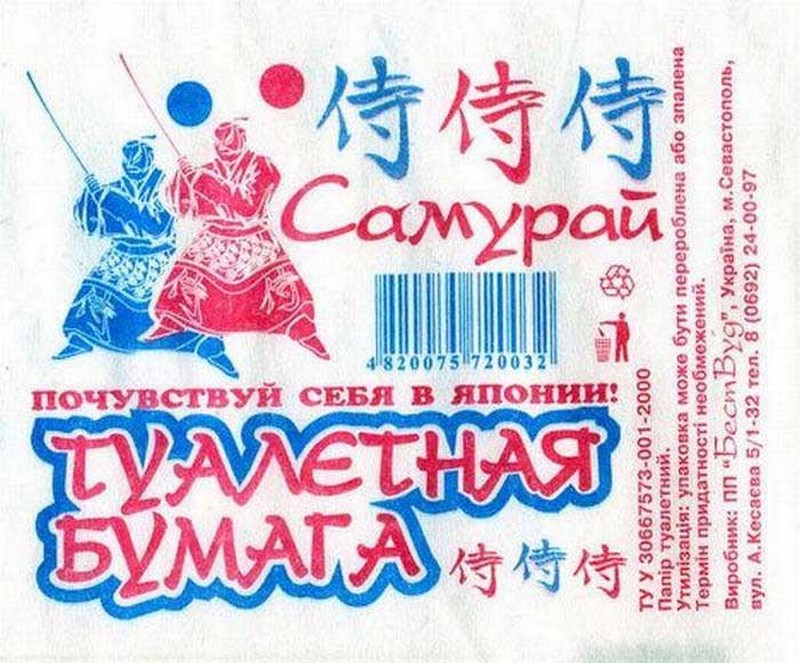 侍侍侍
Самурай
4 820075 720032
ПОЧУВСТВУЙ СЕБЯ В ЯПОНИИ!
ТУАЛЕТНАЯ
БУМАГА
侍侍侍
ТУ У 30667573-001-2000
Папір туалетний.
Утилізація: упаковка може бути перероблена або зпалена
Термін придатності необмежений.
Виробник: ПП "БестВуд", Україна, м.Севастополь,
вул. А.Кесаєва 5/1-32 тел. 8 (0692) 24-00-97